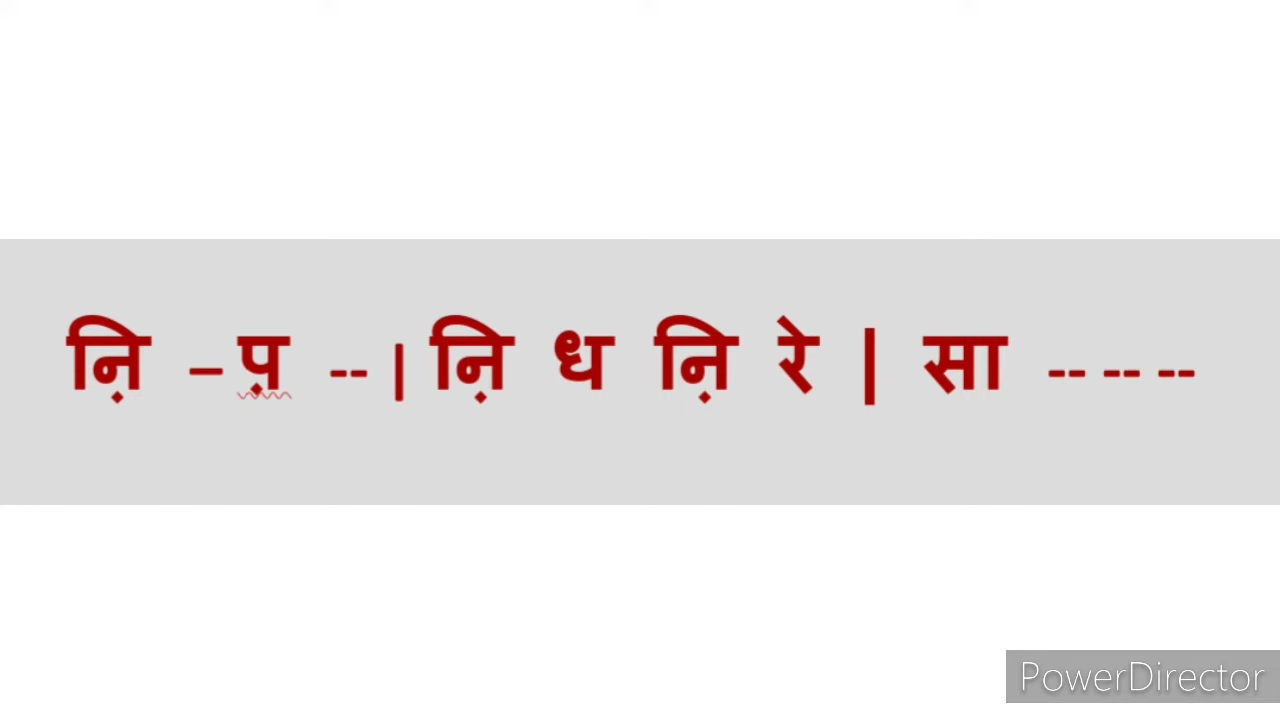 ऩि – प़ -- | ऩि ध ऩि रे | सा -- -- --
PowerDirector